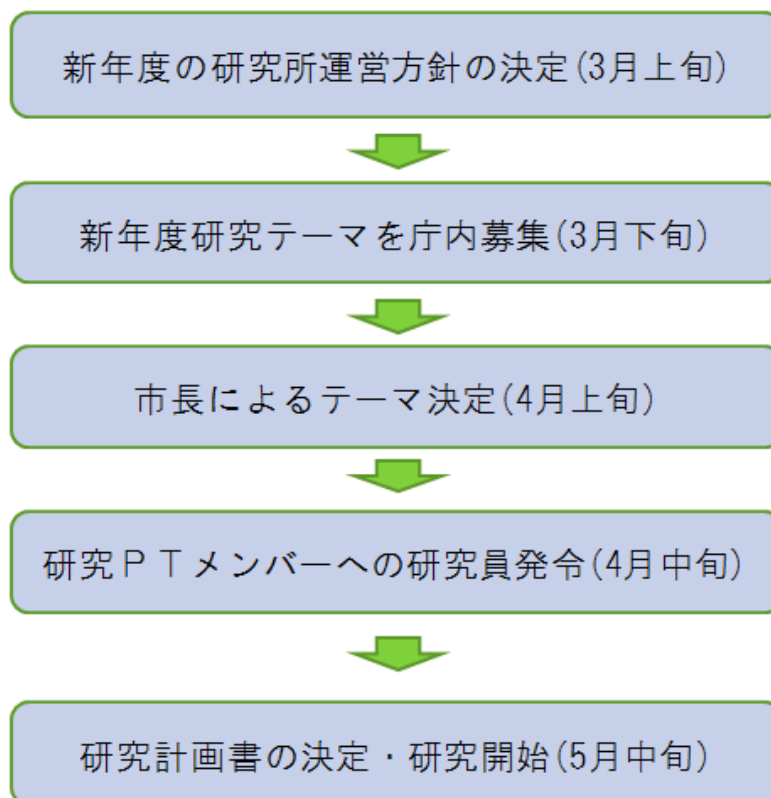 新年度の研究所運営方針の決定(3月上旬)
新年度研究テーマを庁内募集(3月下旬)
市長によるテーマ決定(4月上旬)
研究ＰＴメンバーへの研究員発令(4月中旬)
研究計画書の決定・研究開始(5月中旬)